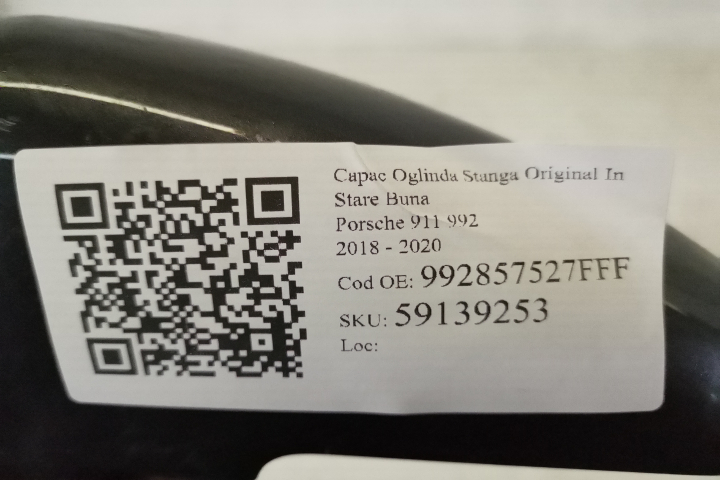 Capac Oglinda Stanga Original In
Stare Buna
Porsche 911 992
2018 - 2020
Cod OE: 992857527FFF
SKU: 59139253
Loc: